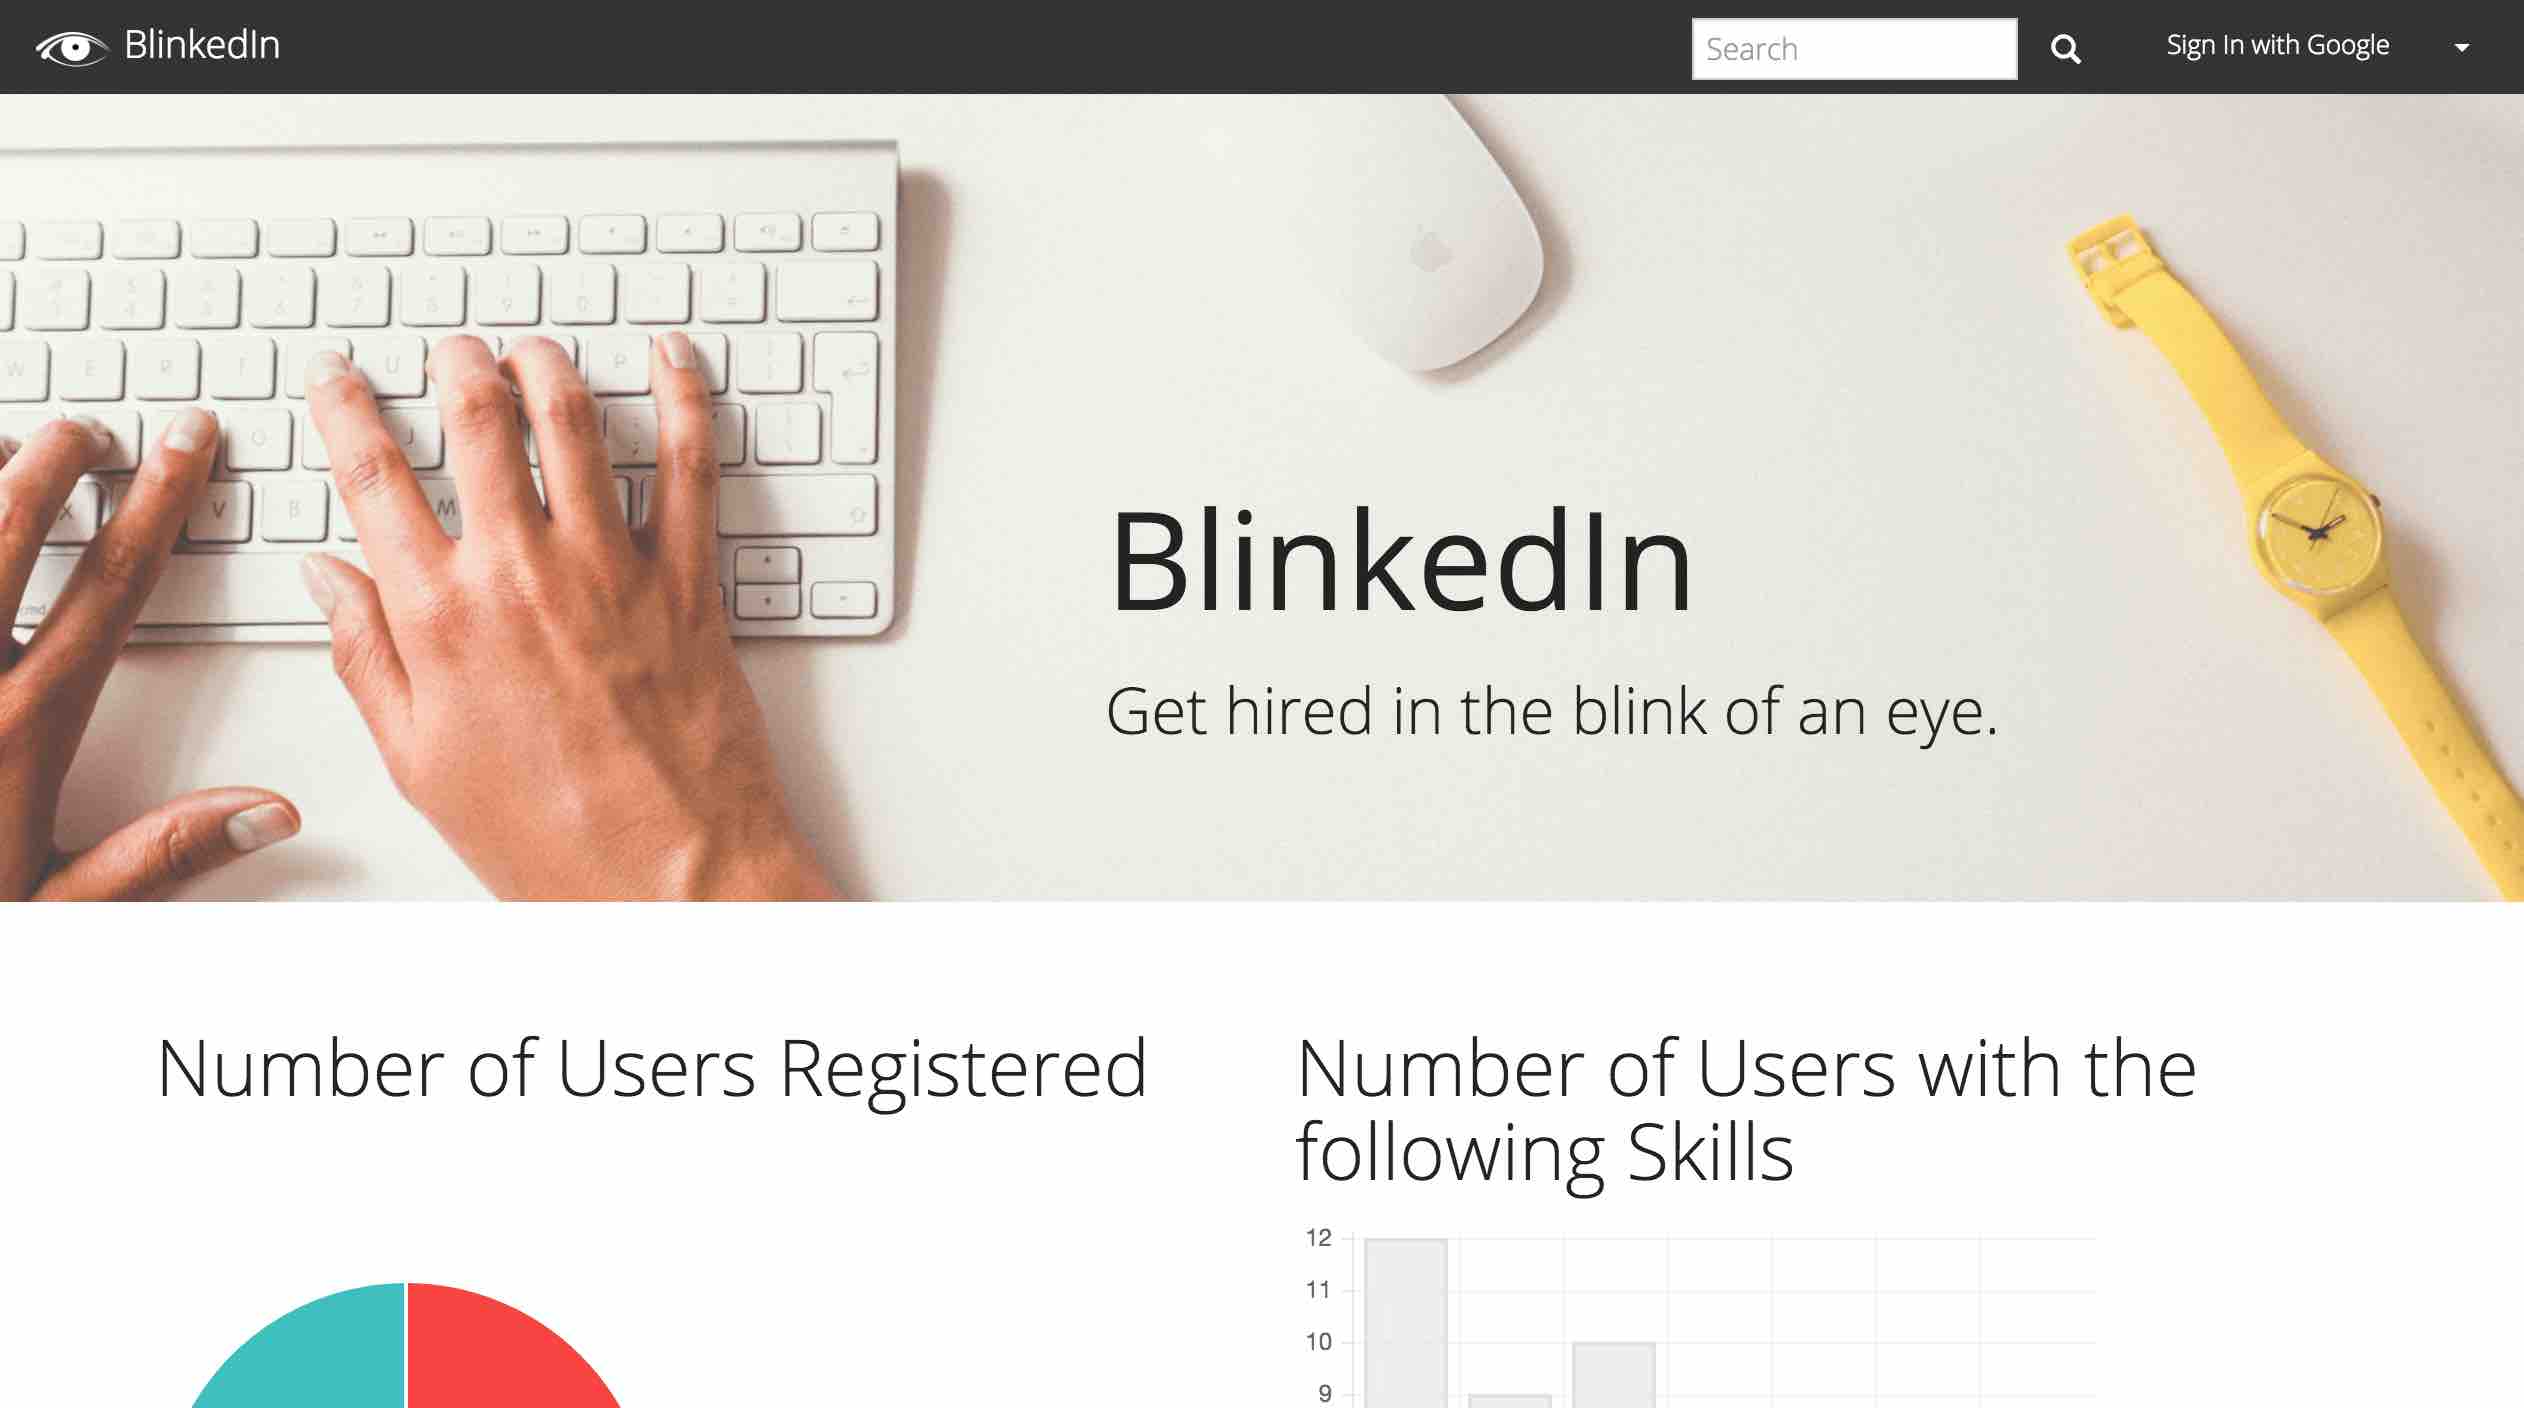 BlinkedIn
Search
Sign In with Google
BlinkedIn
Get hired in the blink of an eye.
Number of Users Registered
Number of Users with the
following Skills
12
11
10
9